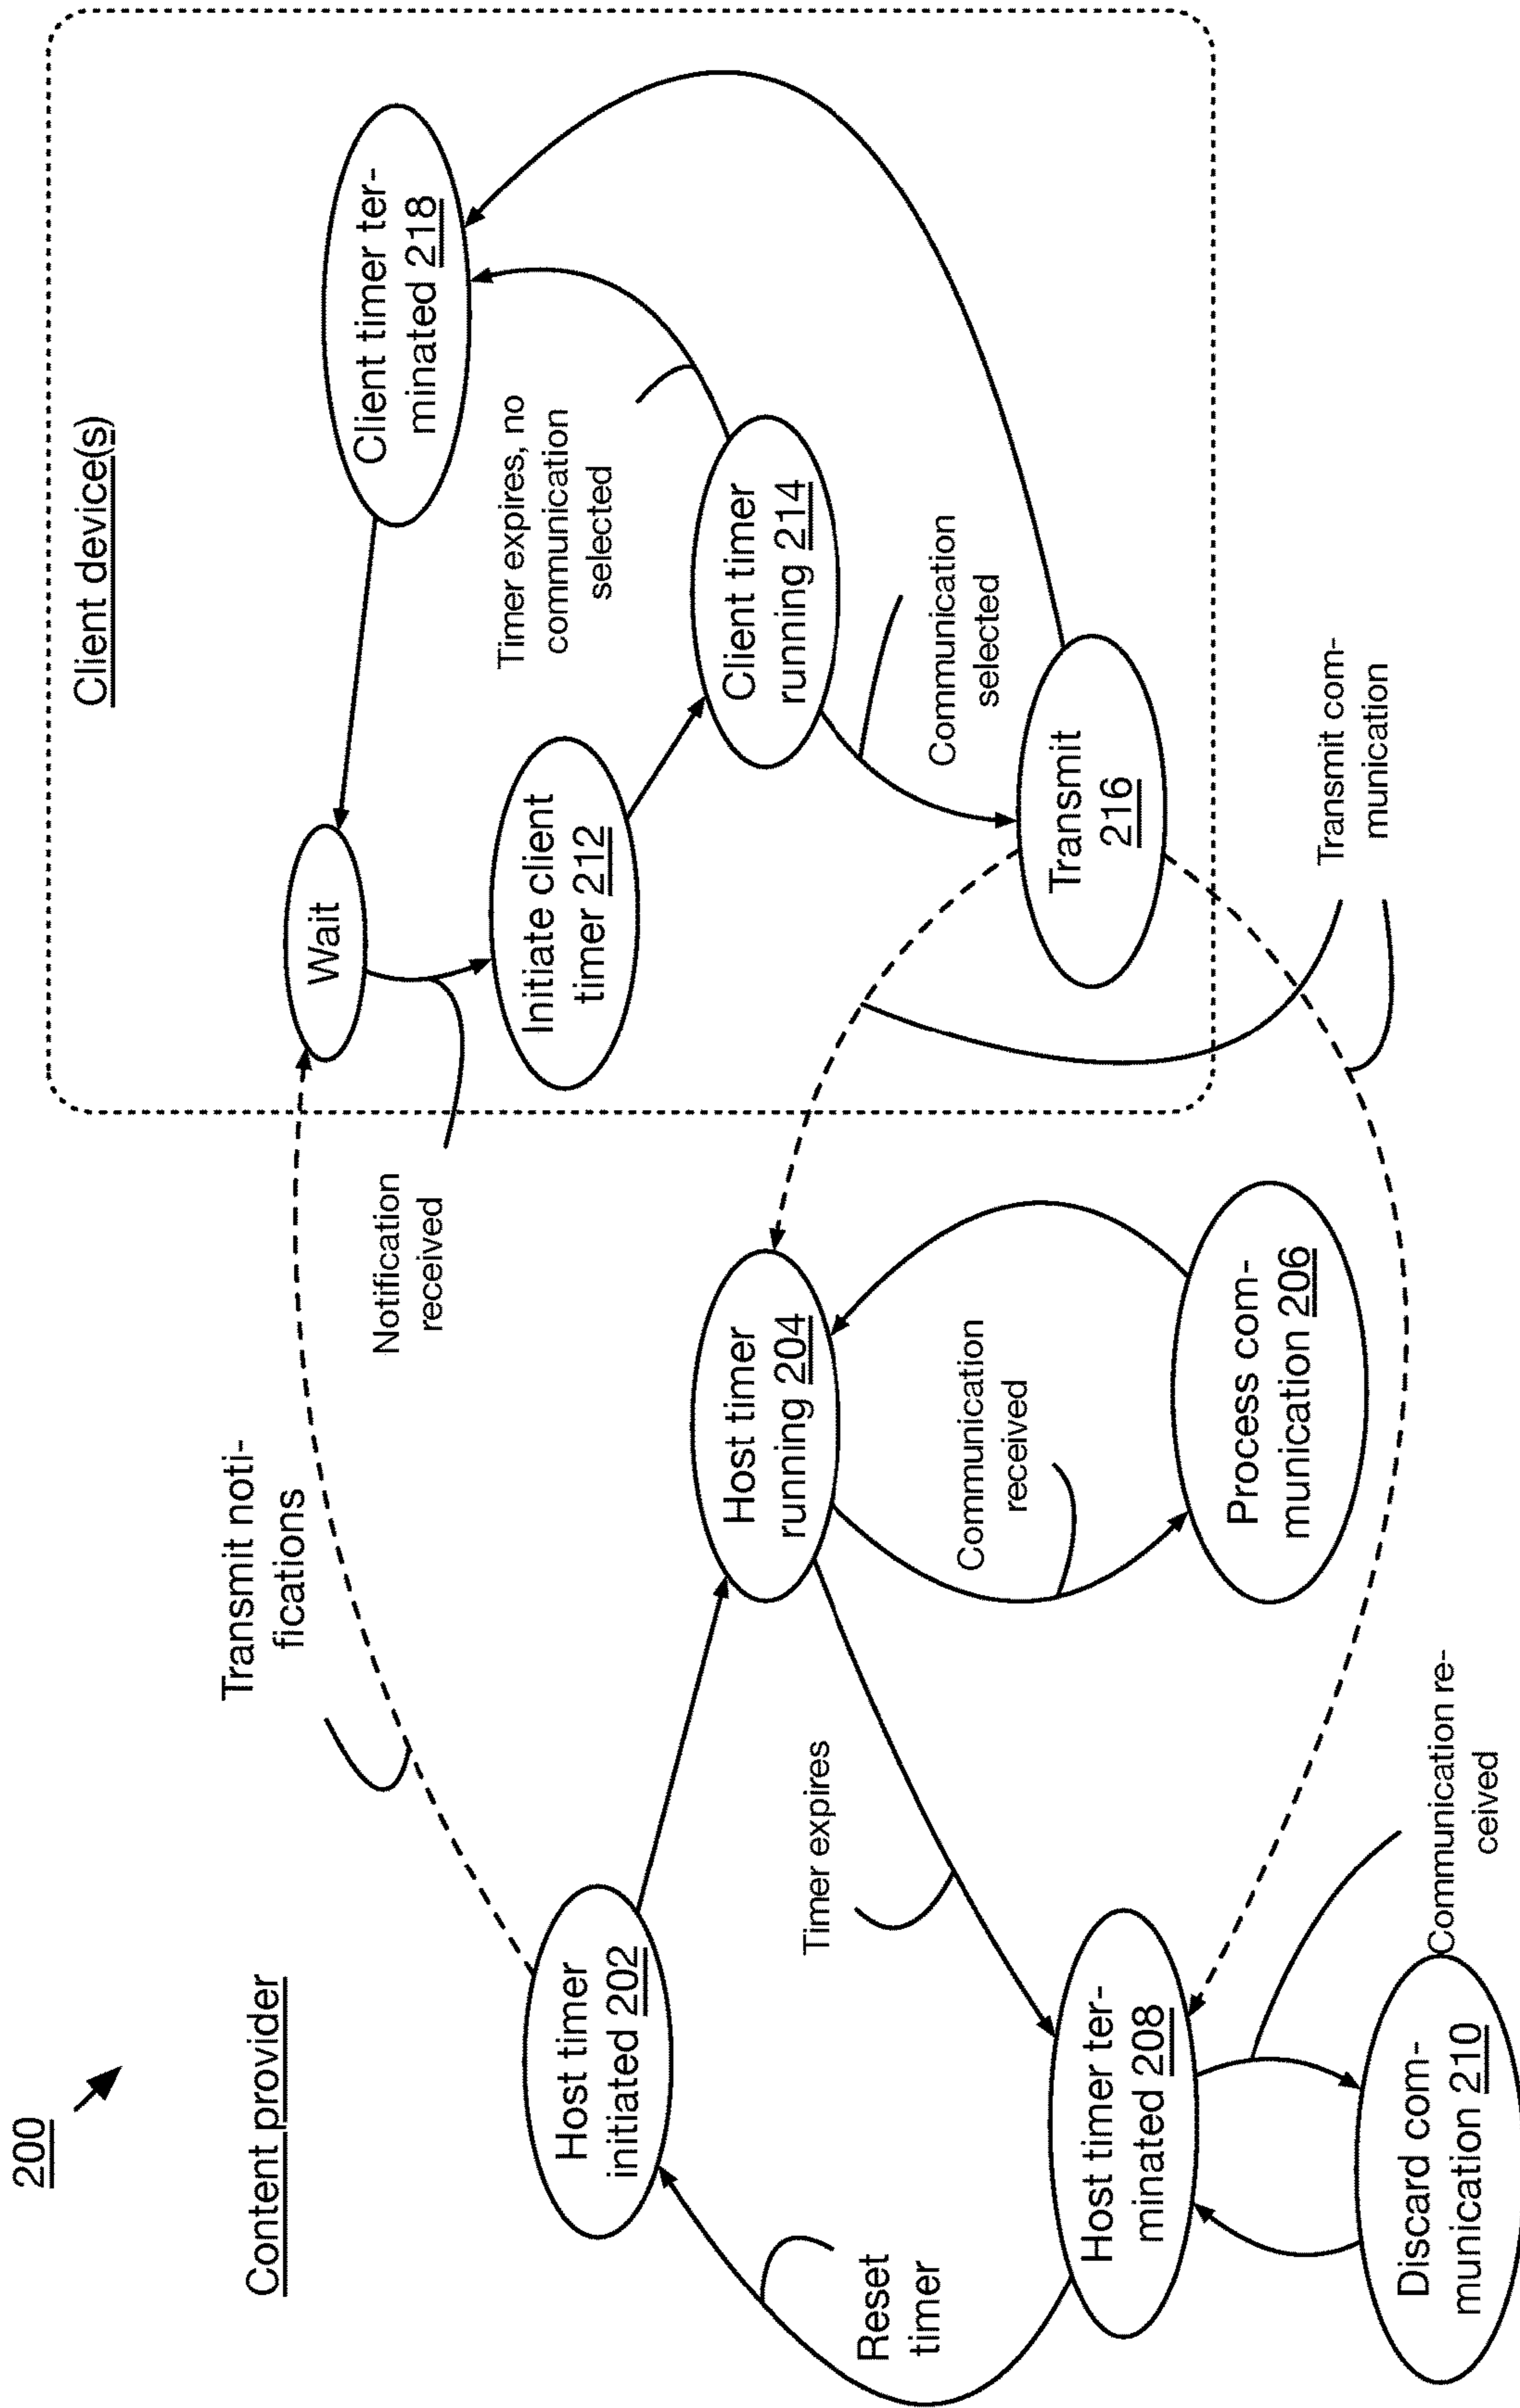 200
Content provider
Client device(s)
Transmit noti-
fications
Wait
Client timer ter-
minated 218
Notification
received
Host timer
initiated 202
Initiate client
timer 212
Timer expires, no
communication
selected
Host timer
running 204
Client timer
running 214
Timer expires
Reset
timer
Communication
received
Communication
selected
Host timer ter-
minated 208
Transmit
216
Process com-
munication 206
Transmit com-
munication
Discard com-
munication 210
Communication re-
ceived